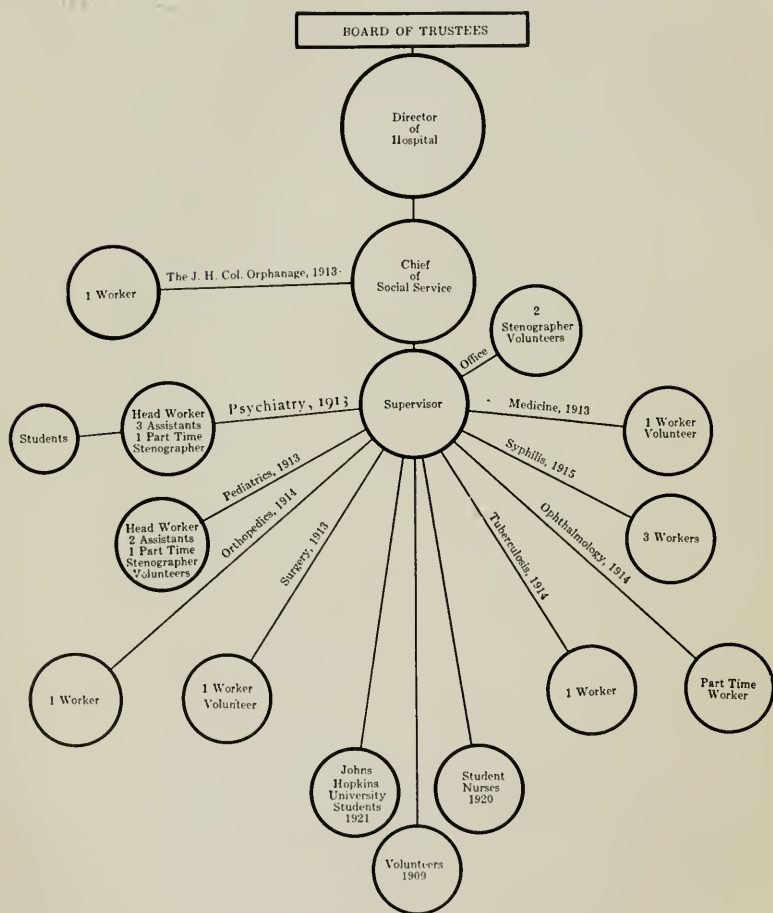 BOARD OF TRUSTEES
Director
of
Hospital
Chief
of
Social Service
The J. H. Col. Orphanage, 1913
1 Worker
2
Stenographer
Volunteers
Office
Supervisor
Psychiatry, 1913
Head Worker
3 Assistants
1 Part Time
Stenographer
Students
Medicine, 1913
1 Worker
Volunteer
Pediatrics, 1913
Head Worker
2 Assistants
1 Part Time
Stenographer
Volunteers
Syphilis, 1915
3 Workers
Orthopedics, 1914
1 Worker
Surgery, 1913
1 Worker
Volunteer
Tuberculosis, 1914
1 Worker
Ophthalmology, 1914
Part Time
Worker
Johns
Hopkins
University
Students
1921
Student
Nurses
1920
Volunteers
1909